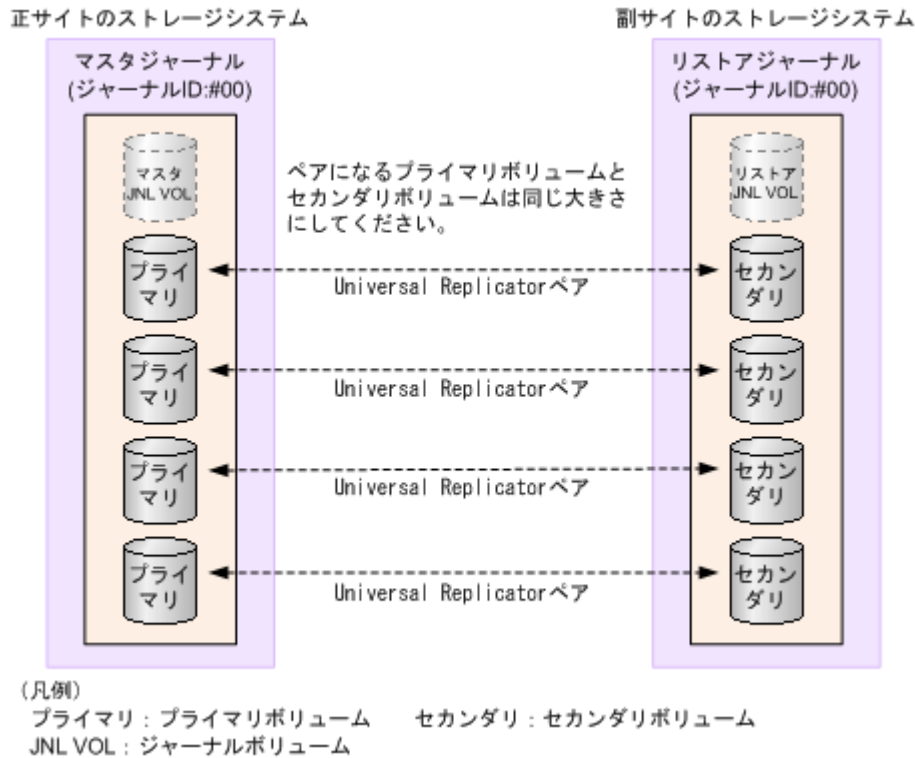 正サイトのストレージシステム
副サイトのストレージシステム
マスタジャーナル
(ジャーナルID:#00)
リストアジャーナル
(ジャーナルID:#00)
マスタ
JNL VOL
ペアになるプライマリボリュームと
セカンダリボリュームは同じ大きさ
にしてください。
リストア
JNL VOL
プライ
マリ
Universal Replicatorペア
セカン
ダリ
プライ
マリ
Universal Replicatorペア
セカン
ダリ
プライ
マリ
Universal Replicatorペア
セカン
ダリ
プライ
マリ
Universal Replicatorペア
セカン
ダリ
(凡例)
プライマリ：プライマリボリューム　　セカンダリ：セカンダリボリューム
JNL VOL：ジャーナルボリューム